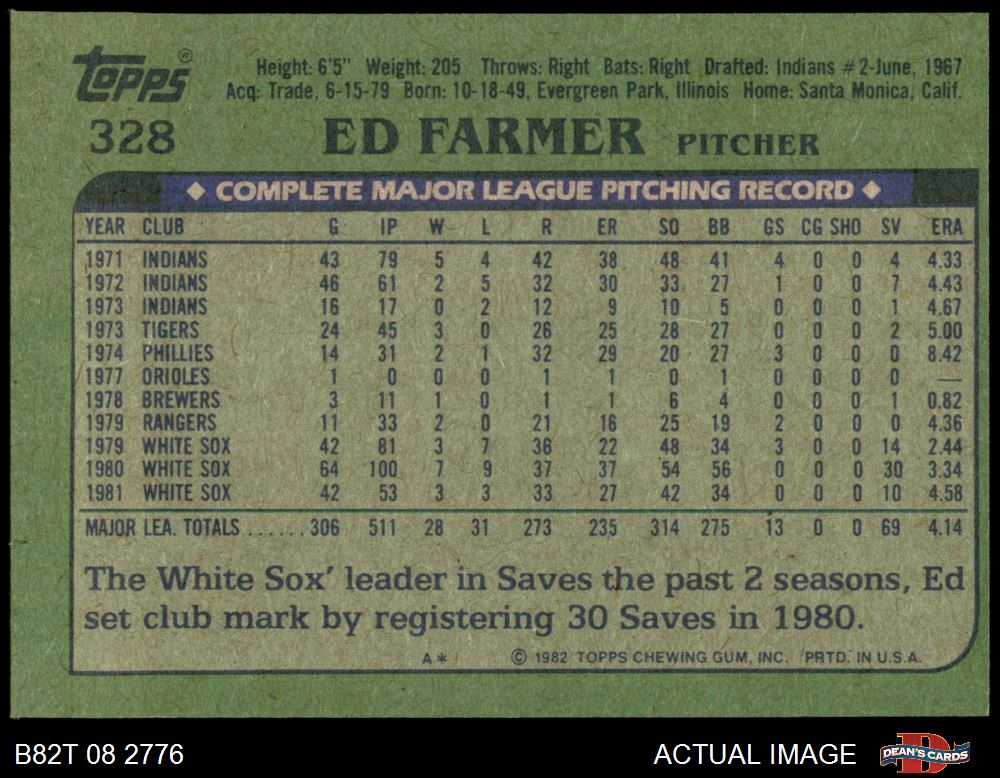 Topps®
Height: 6'5" Weight: 205 Throws: Right Bats: Right Drafted: Indians #2-June, 1967
Acq: Trade, 6-15-79 Born: 10-18-49, Evergreen Park, Illinois Home: Santa Monica, Calif.
328 ED FARMER PITCHER
◆ COMPLETE MAJOR LEAGUE PITCHING RECORD ◆
YEAR CLUB G IP W L R ER SO BB GS CG SHO SV ERA
1971 INDIANS 43 79 5 4 42 38 48 41 4 0 0 4 4.33
1972 INDIANS 46 61 2 5 32 30 33 27 1 0 0 7 4.43
1973 INDIANS 16 17 0 2 12 9 10 5 0 0 0 1 4.67
1973 TIGERS 24 45 3 0 26 25 28 27 0 0 0 2 5.00
1974 PHILLIES 14 31 2 1 32 29 20 27 3 0 0 0 8.42
1977 ORIOLES 1 0 0 0 1 1 0 1 0 0 0 0 —
1978 BREWERS 3 11 1 0 1 1 6 4 0 0 0 1 0.82
1979 RANGERS 11 33 2 0 21 16 25 19 2 0 0 0 4.36
1979 WHITE SOX 42 81 3 7 36 22 48 34 3 0 0 14 2.44
1980 WHITE SOX 64 100 7 9 37 37 54 56 0 0 0 30 3.34
1981 WHITE SOX 42 53 3 3 33 27 42 34 0 0 0 10 4.58
MAJOR LEA. TOTALS ...... 306 511 28 31 273 235 314 275 13 0 0 69 4.14
The White Sox' leader in Saves the past 2 seasons, Ed
set club mark by registering 30 Saves in 1980.
A* © 1982 TOPPS CHEWING GUM, INC. PRTD. IN U.S.A.
B82T 08 2776 ACTUAL IMAGE D DEAN'S CARDS